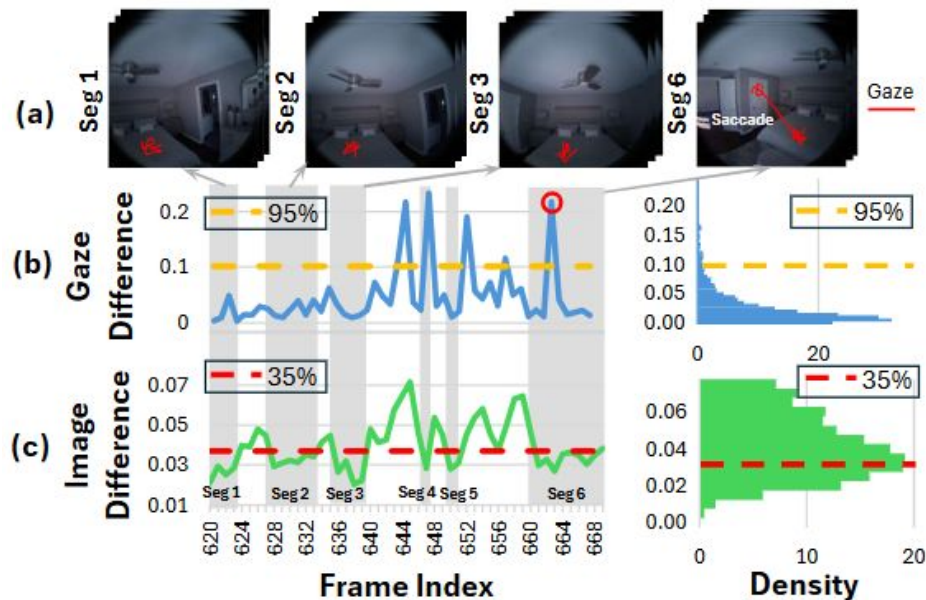 (a)
Seg 1
Seg 2
Seg 3
Seg 6
Saccade
Gaze
(b)
Gaze
Difference
0.2
0.1
0
95%
0.20
0.15
0.10
0.05
0.00
95%
0
20
(c)
Image
Difference
0.07
0.05
0.03
0.01
35%
Seg 1
Seg 2
Seg 3
Seg 4
Seg 5
Seg 6
620
624
628
632
636
640
644
648
652
656
660
664
668
Frame Index
0.06
0.04
0.02
0.00
35%
0
10
20
Density